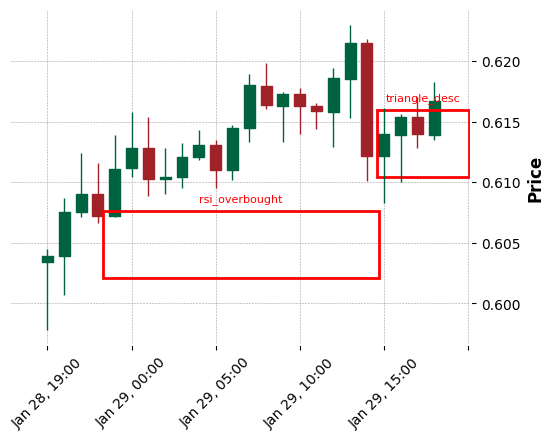 triangle_desc
rsi_overbought
0.620
0.615
0.610
0.605
0.600
Price
Jan 28, 19:00
Jan 29, 00:00
Jan 29, 05:00
Jan 29, 10:00
Jan 29, 15:00